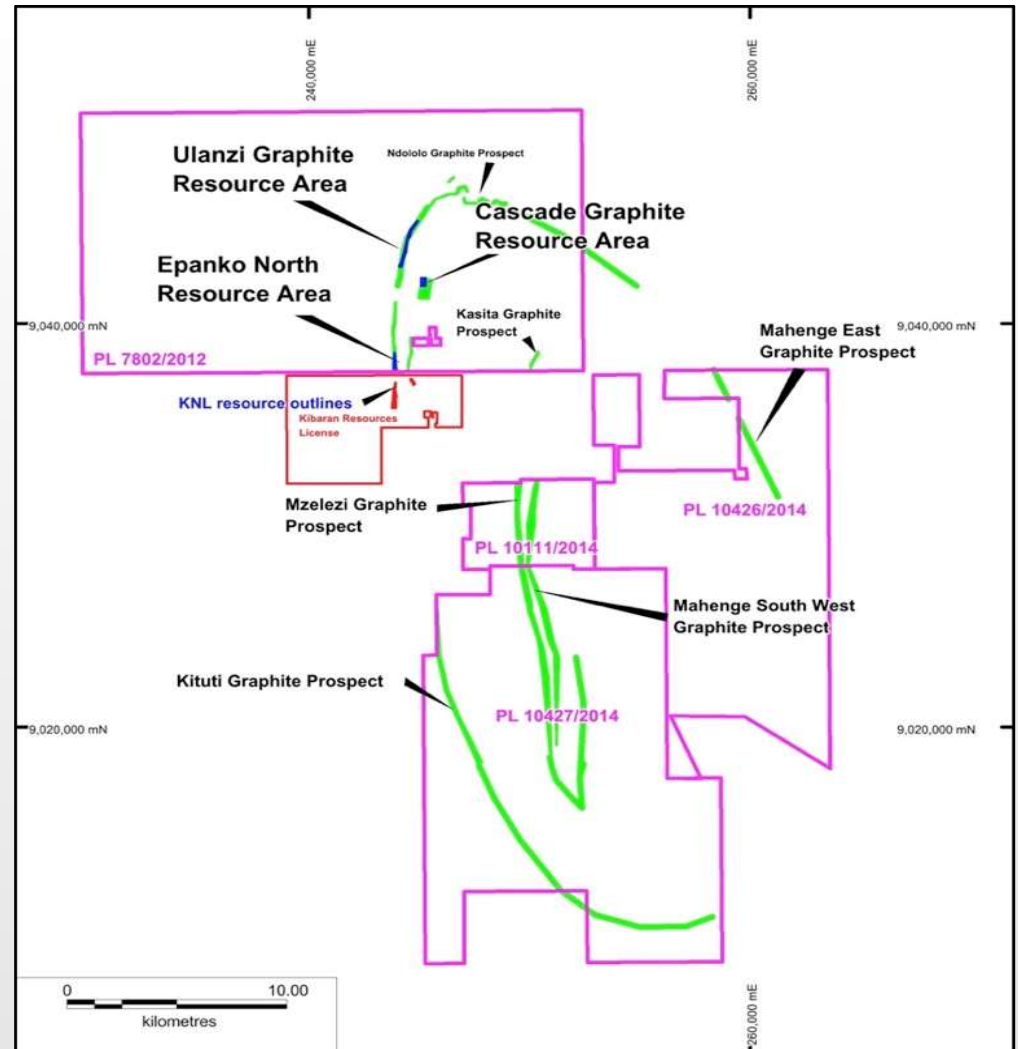 240,000 mE
260,000 mE
Ulanzi Graphite
Resource Area
Ndololo Graphite Prospect
Cascade Graphite
Resource Area
Epanko North
Resource Area
9,040,000 mN
Kasita Graphite
Prospect
9,040,000 mN
Mahenge East
Graphite Prospect
PL 7802/2012
KNL resource outlines
Kibaran Resources
License
Mzelezi Graphite
Prospect
PL 10426/2014
PL 10111/2014
Mahenge South West
Graphite Prospect
Kituti Graphite Prospect
PL 10427/2014
9,020,000 mN
9,020,000 mN
0
10.00
kilometres
260,000 mE